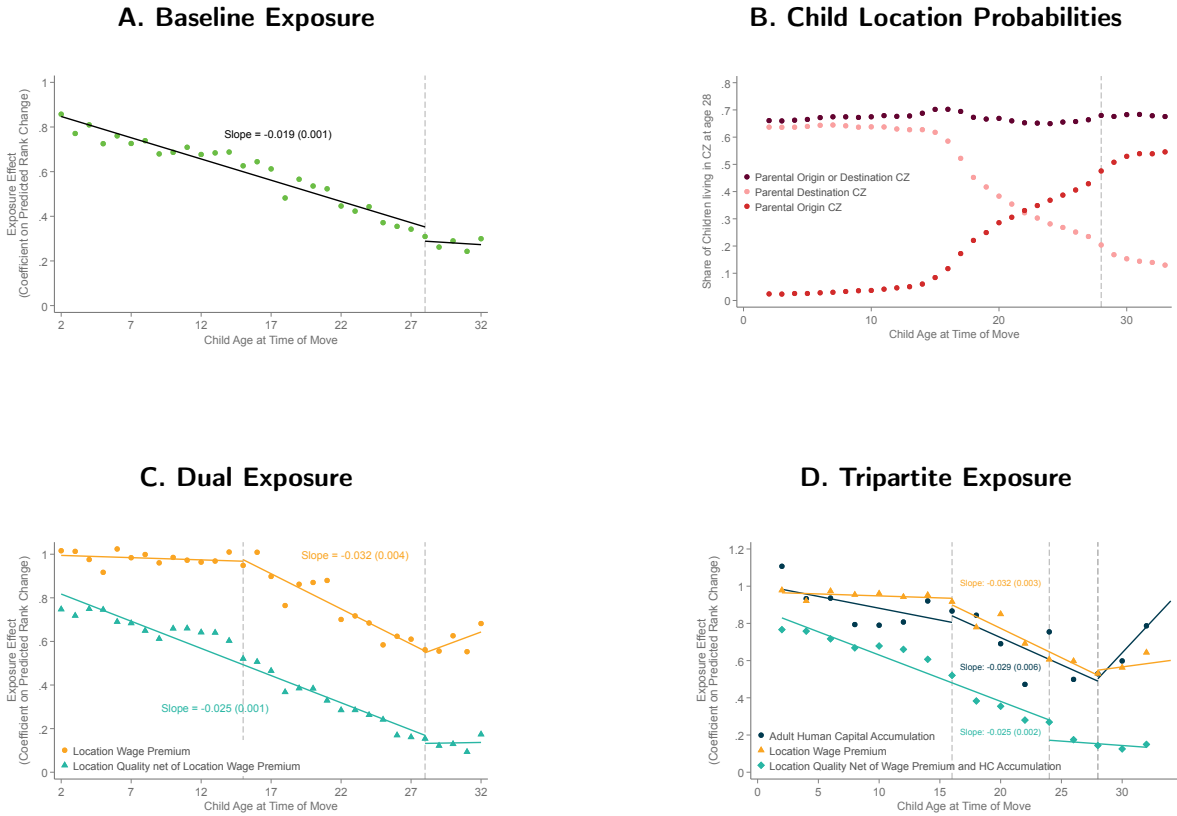 A. Baseline Exposure
Exposure Effect
(Coefficient on Predicted Rank Change)
1
.8
.6
.4
.2
0
Slope = -0.019 (0.001)
2 7 12 17 22 27 32
Child Age at Time of Move
B. Child Location Probabilities
Share of Children living in CZ at age 28
.8
.7
.6
.5
.4
.3
.2
.1
0
Parental Origin or Destination CZ
Parental Destination CZ
Parental Origin CZ
0 10 20 30
Child Age at Time of Move
C. Dual Exposure
Exposure Effect
(Coefficient on Predicted Rank Change)
1
.8
.6
.4
.2
0
Slope = -0.032 (0.004)
Slope = -0.025 (0.001)
Location Wage Premium
Location Quality net of Location Wage Premium
2 7 12 17 22 27 32
Child Age at Time of Move
D. Tripartite Exposure
Exposure Effect
(Coefficient on Predicted Rank Change)
1.2
1
.8
.6
.4
.2
0
Slope: -0.032 (0.003)
Slope: -0.029 (0.006)
Slope: -0.025 (0.002)
Adult Human Capital Accumulation
Location Wage Premium
Location Quality Net of Wage Premium and HC Accumulation
0 5 10 15 20 25 30
Child Age at Time of Move